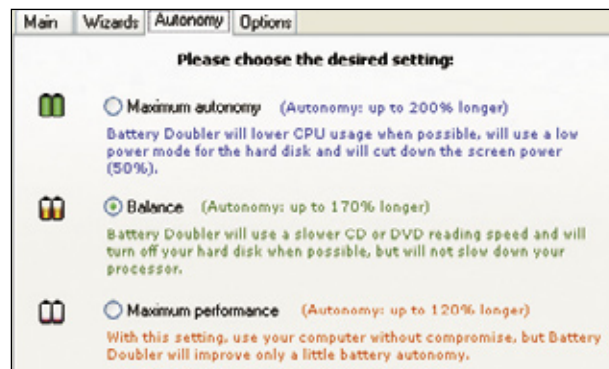 Main Wizards Autonomy Options
Please choose the desired setting:
Maximum autonomy (Autonomy: up to 200% longer)
Battery Doubler will lower CPU usage when possible, will use a low
power mode for the hard disk and will cut down the screen power
(50%).
Balance (Autonomy: up to 170% longer)
Battery Doubler will use a slower CD or DVD reading speed and will
turn off your hard disk when possible, but will not slow down your
processor.
Maximum performance (Autonomy: up to 120% longer)
With this setting, use your computer without compromise, but Battery
Doubler will improve only a little battery autonomy.